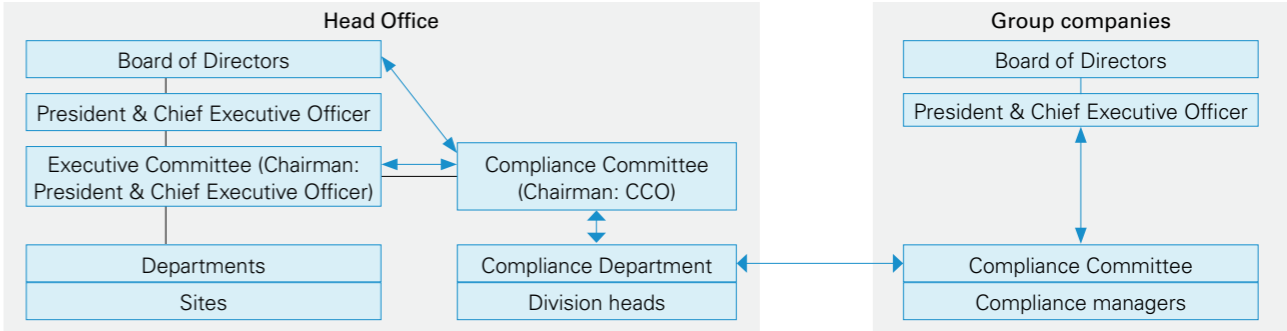 Head Office
Board of Directors
President & Chief Executive Officer
Executive Committee (Chairman:
President & Chief Executive Officer)
Compliance Committee
(Chairman: CCO)
Departments
Sites
Compliance Department
Division heads
Group companies
Board of Directors
President & Chief Executive Officer
Compliance Committee
Compliance managers